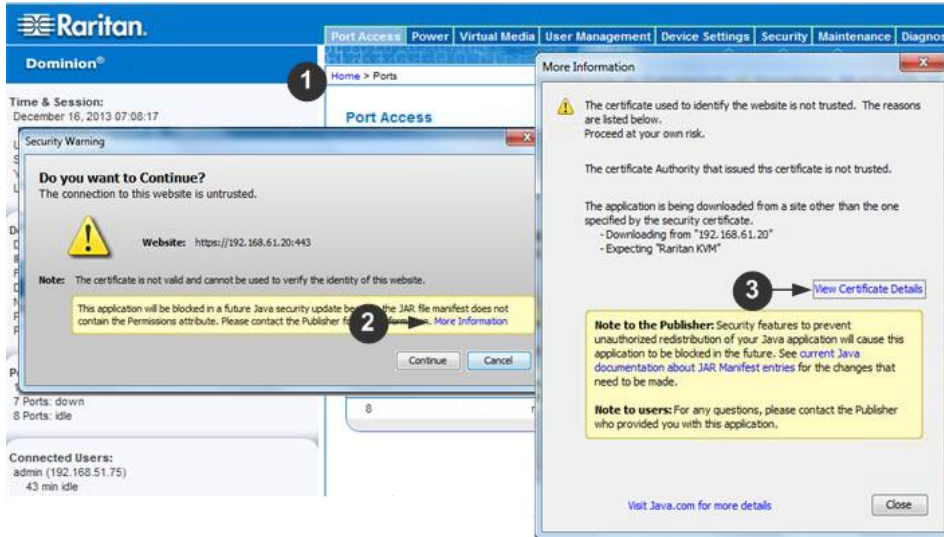 Raritan.
Dominion®
Port Access Power Virtual Media User Management Device Settings Security Maintenance
1
Home > Ports
Time & Session:
December 16, 2013 07:08:17
Port Access
Security Warning
Do you want to Continue?
The connection to this website is untrusted.
Website: https://192.168.61.20:443
Note: The certificate is not valid and cannot be used to verify the identity of this website.
This application will be blocked in a future Java security update the JAR file manifest does not
contain the Permissions attribute. Please contact the Publisher More Information
2
Continue Cancel
7 Ports: down
8 Ports: idle
8
Connected Users:
admin (192.168.51.75)
43 min idle
More Information
The certificate used to identify the website is not trusted. The reasons
are listed below.
Proceed at your own risk.
The certificate Authority that issued ths certificate is not trusted.
The application is being downloaded from a site other than the one
specified by the security certificate.
- Downloading from "192.168.61.20"
- Expecting "Raritan KVM"
3
View Certificate Details
Note to the Publisher: Security features to prevent
unauthorized redistribution of your Java application will cause this
application to be blocked in the future. See current Java
documentation about JAR Manifest entries for the changes that
need to be made.
Note to users: For any questions, please contact the Publisher
who provided you with this application.
Visit Java.com for more details
Close